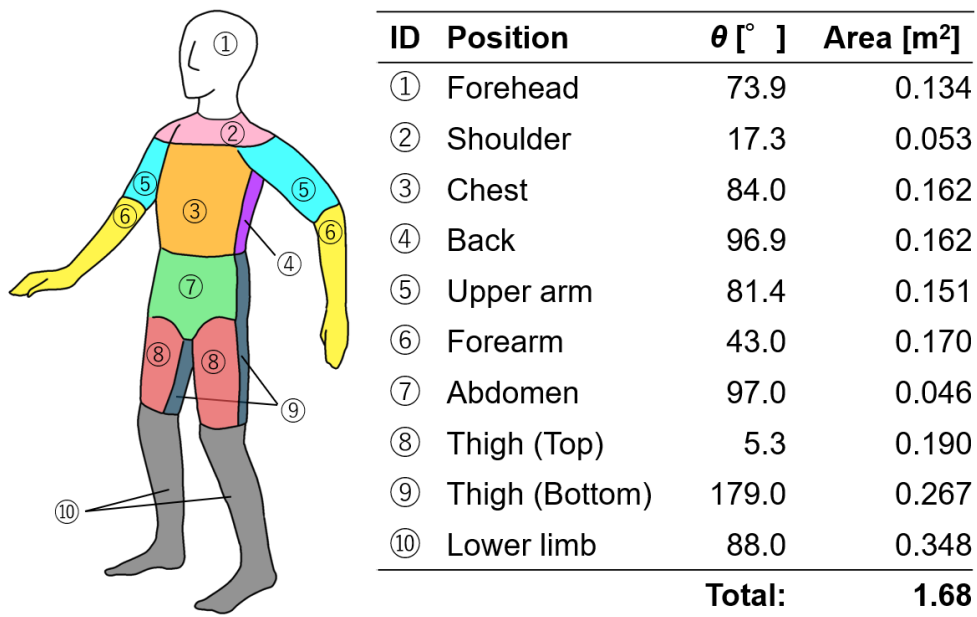 ID Position θ [° ] Area [m²]
① Forehead 73.9 0.134
② Shoulder 17.3 0.053
③ Chest 84.0 0.162
④ Back 96.9 0.162
⑤ Upper arm 81.4 0.151
⑥ Forearm 43.0 0.170
⑦ Abdomen 97.0 0.046
⑧ Thigh (Top) 5.3 0.190
⑨ Thigh (Bottom) 179.0 0.267
⑩ Lower limb 88.0 0.348
Total: 1.68
①
②
⑤ ⑤
③
⑥ ⑥
④
⑦
⑧ ⑧
⑨
⑩